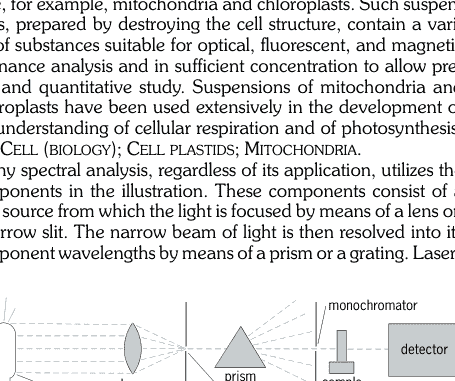 , for example, mitochondria and chloroplasts. Such suspen
s, prepared by destroying the cell structure, contain a vari
of substances suitable for optical, fluorescent, and magneti
nance analysis and in sufficient concentration to allow pre
and quantitative study. Suspensions of mitochondria and
roplasts have been used extensively in the development o
understanding of cellular respiration and of photosynthesis
CELL (BIOLOGY); CELL PLASTIDS; MITOCHONDRIA.
ny spectral analysis, regardless of its application, utilizes th
ponents in the illustration. These components consist of a
source from which the light is focused by means of a lens on
rrow slit. The narrow beam of light is then resolved into it
ponent wavelengths by means of a prism or a grating. Laser
monochromator
detector
prism
sample